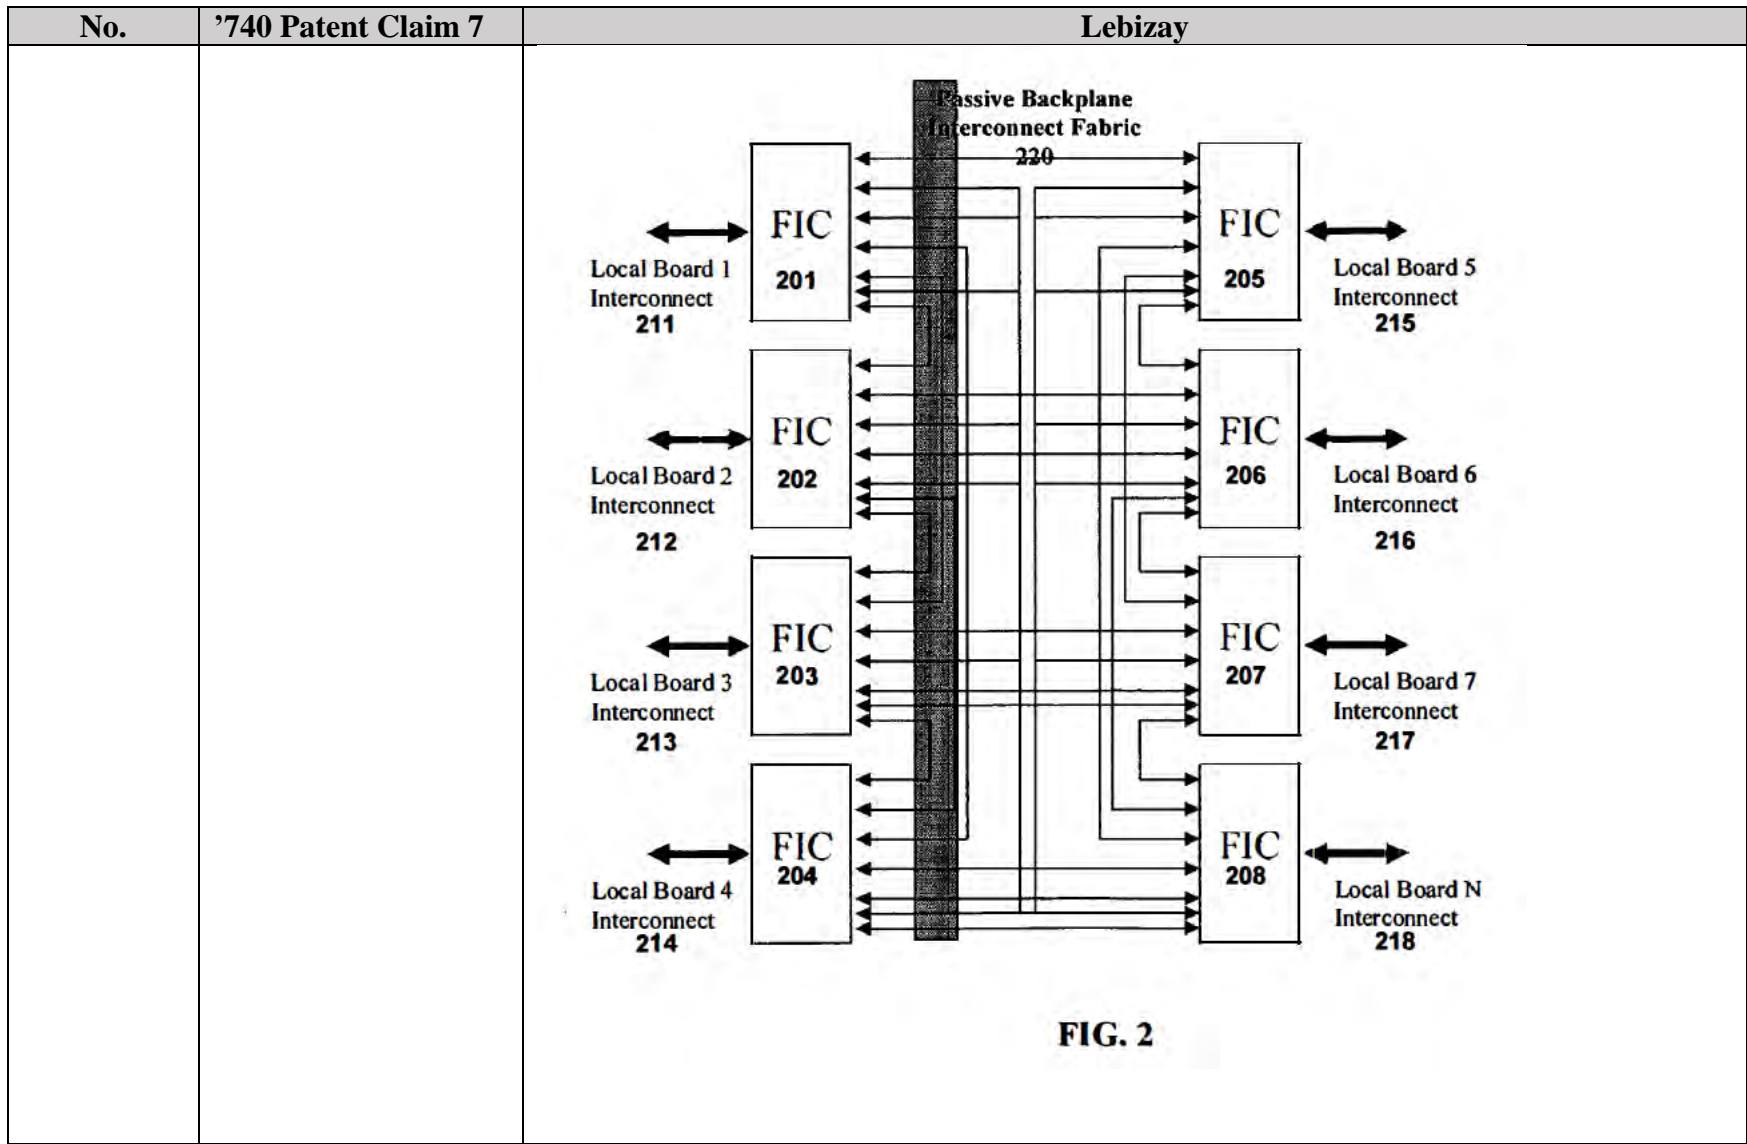 No.
’740 Patent Claim 7
Lebizay
Passive Backplane
Interconnect Fabric
220
FIC
201
Local Board 1
Interconnect
211
FIC
205
Local Board 5
Interconnect
215
FIC
202
Local Board 2
Interconnect
212
FIC
206
Local Board 6
Interconnect
216
FIC
203
Local Board 3
Interconnect
213
FIC
207
Local Board 7
Interconnect
217
FIC
204
Local Board 4
Interconnect
214
FIC
208
Local Board N
Interconnect
218
FIG. 2